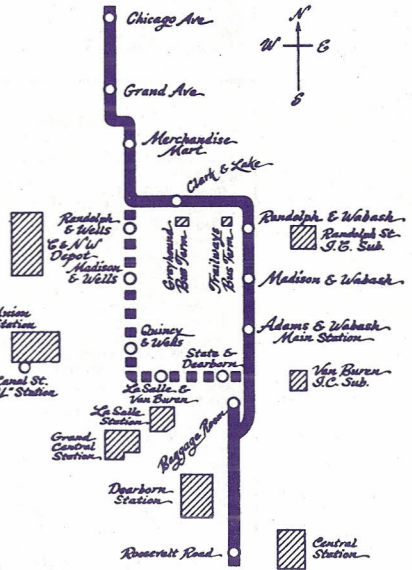 Chicago Ave
N
W
E
S
Grand Ave
Merchandise
Mart
Clark & Lake
Randolph
& Wells
C & N W
Depot
Madison
& Wells
Greyhound
Bus Term
Trailways
Bus Term
Randolph & Wabash
Randolph St
I.C. Sub.
Madison & Wabash
Station
Canal St.
"L" Station
Quincy
& Wells
State &
Dearborn
Adams & Wabash
Main Station
Van Buren
I.C. Sub.
La Salle &
Van Buren
La Salle
Station
Grand
Central
Station
Baggage Room
Dearborn
Station
Roosevelt Road
Central
Station